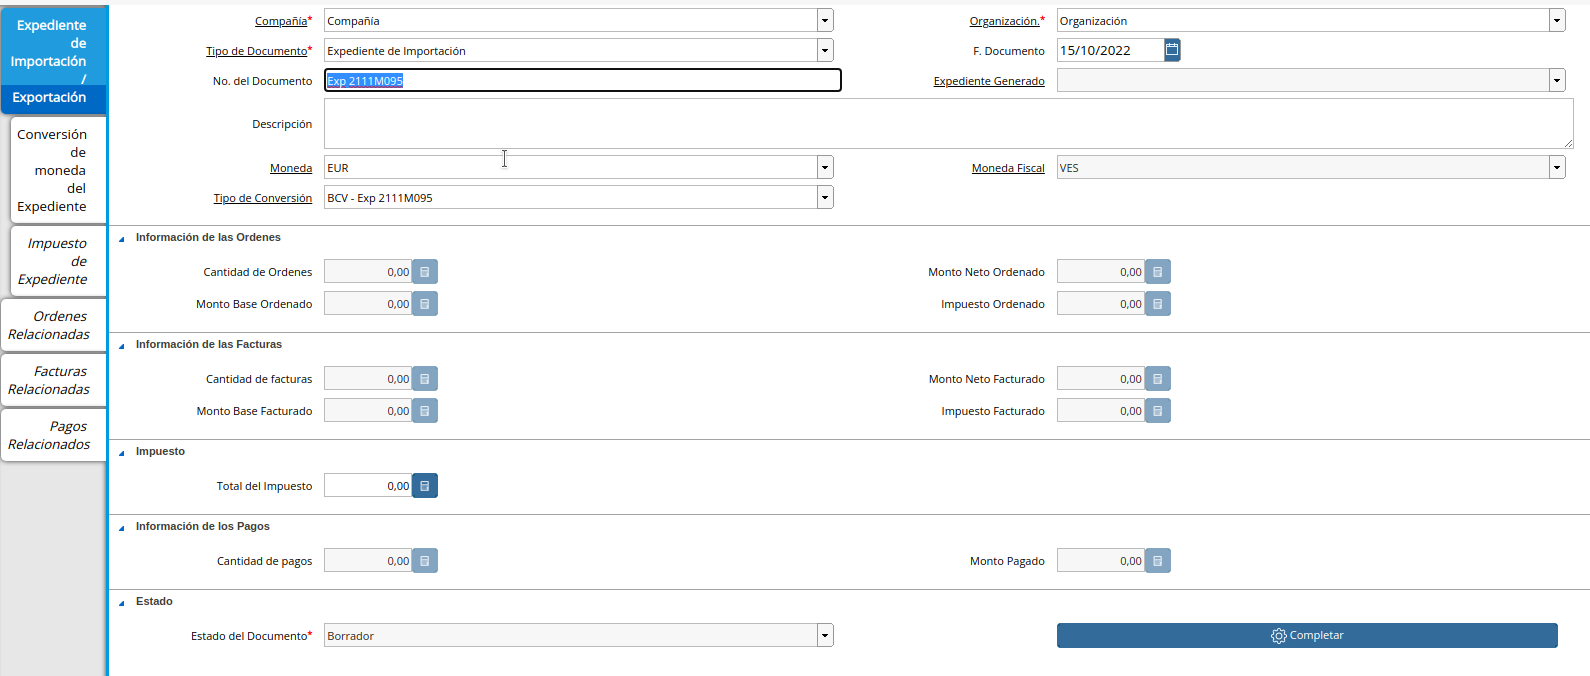 Expediente
de
Importación
/
Exportación
Conversión
de
moneda
del
Expediente
Impuesto
de
Expediente
Ordenes
Relacionadas
Facturas
Relacionadas
Pagos
Relacionados
Compañía* Compañía Organización.* Organización
Tipo de Documento* Expediente de Importación F. Documento 15/10/2022
No. del Documento Exp 2111M095 Expediente Generado
Descripción
Moneda EUR Moneda Fiscal VES
Tipo de Conversión BCV - Exp 2111M095
Información de las Ordenes
Cantidad de Ordenes 0,00 Monto Neto Ordenado 0,00
Monto Base Ordenado 0,00 Impuesto Ordenado 0,00
Información de las Facturas
Cantidad de facturas 0,00 Monto Neto Facturado 0,00
Monto Base Facturado 0,00 Impuesto Facturado 0,00
Impuesto
Total del Impuesto 0,00
Información de los Pagos
Cantidad de pagos 0,00 Monto Pagado 0,00
Estado
Estado del Documento* Borrador Completar